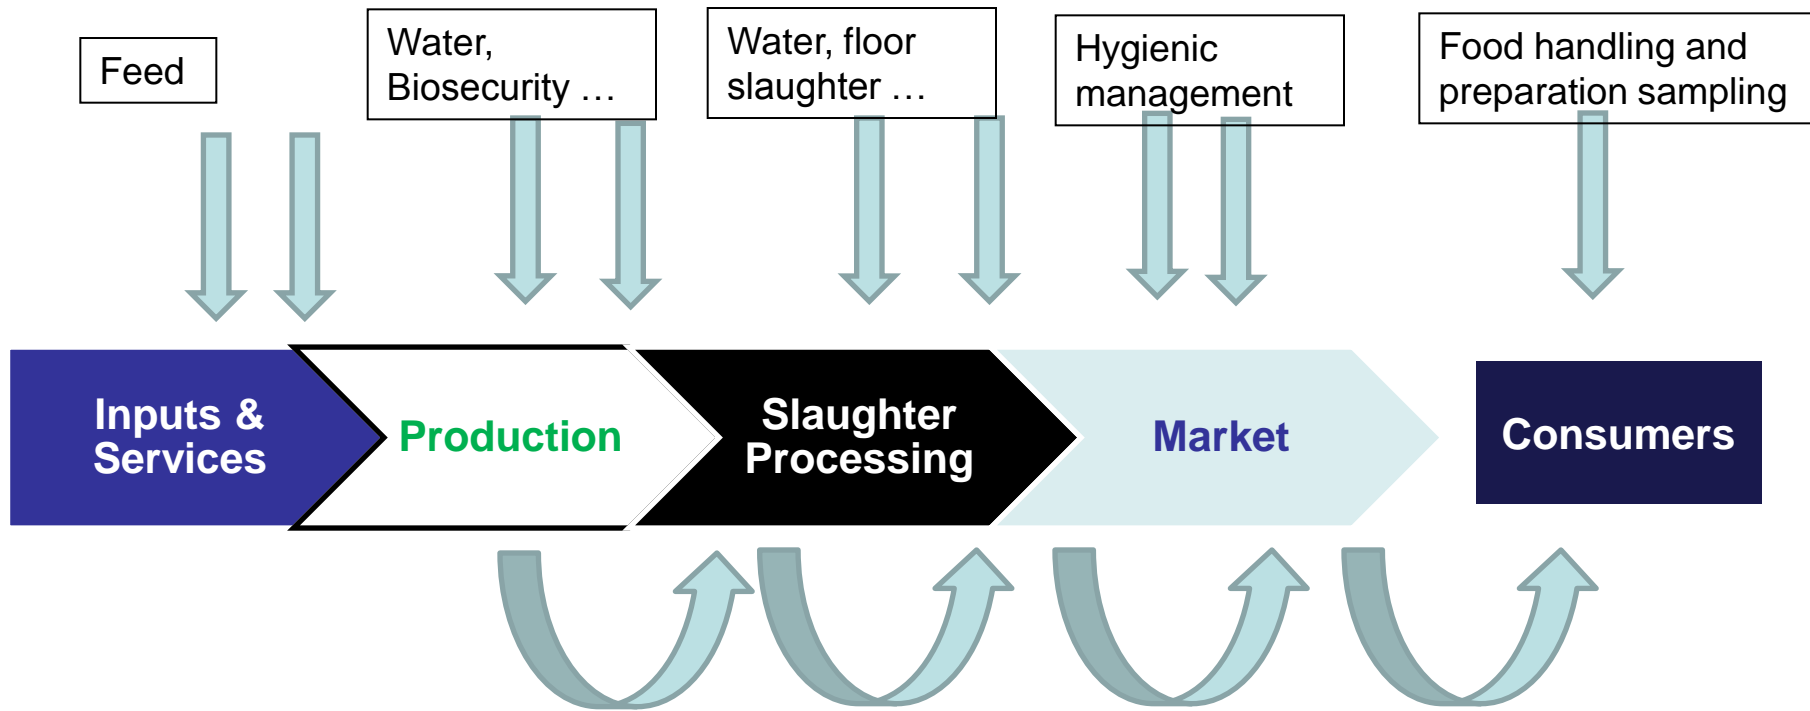 Feed
Water,
Biosecurity …
Water, floor
slaughter …
Hygienic
management
Food handling and
preparation sampling
Inputs &
Services
Production
Slaughter
Processing
Market
Consumers